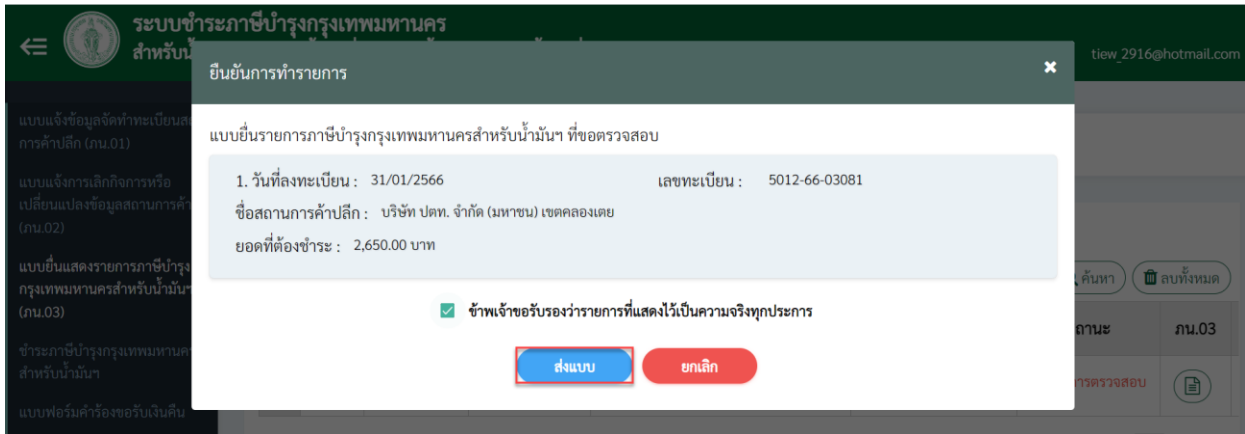 ระบบชำระภาษีบำรุงกรุงเทพมหานคร
สำหรับน้
tiew_2916@hotmail.com
ยืนยันการทำรายการ
แบบแจ้งข้อมูลจัดทำทะเบียนส
การค้าปลีก (ภน.01)
แบบแจ้งการเลิกกิจการหรือ
เปลี่ยนแปลงข้อมูลสถานการค้า
(ภน.02)
แบบยื่นแสดงรายการภาษีบำรุง
กรุงเทพมหานครสำหรับน้ำมันฯ
(ภน.03)
ชำระภาษีบำรุงกรุงเทพมหานค
สำหรับน้ำมันฯ
แบบฟอร์มคำร้องขอรับเงินคืน
แบบยื่นรายการภาษีบำรุงกรุงเทพมหานครสำหรับน้ำมันฯ ที่ขอตรวจสอบ
1. วันที่ลงทะเบียน : 31/01/2566 เลขทะเบียน : 5012-66-03081
ชื่อสถานการค้าปลีก : บริษัท ปตท. จำกัด (มหาชน) เขตคลองเตย
ยอดที่ต้องชำระ : 2,650.00 บาท
ข้าพเจ้าขอรับรองว่ารายการที่แสดงไว้เป็นความจริงทุกประการ
ส่งแบบ ยกเลิก
ค้นหา ลบทั้งหมด
ถานะ ภน.03
การตรวจสอบ